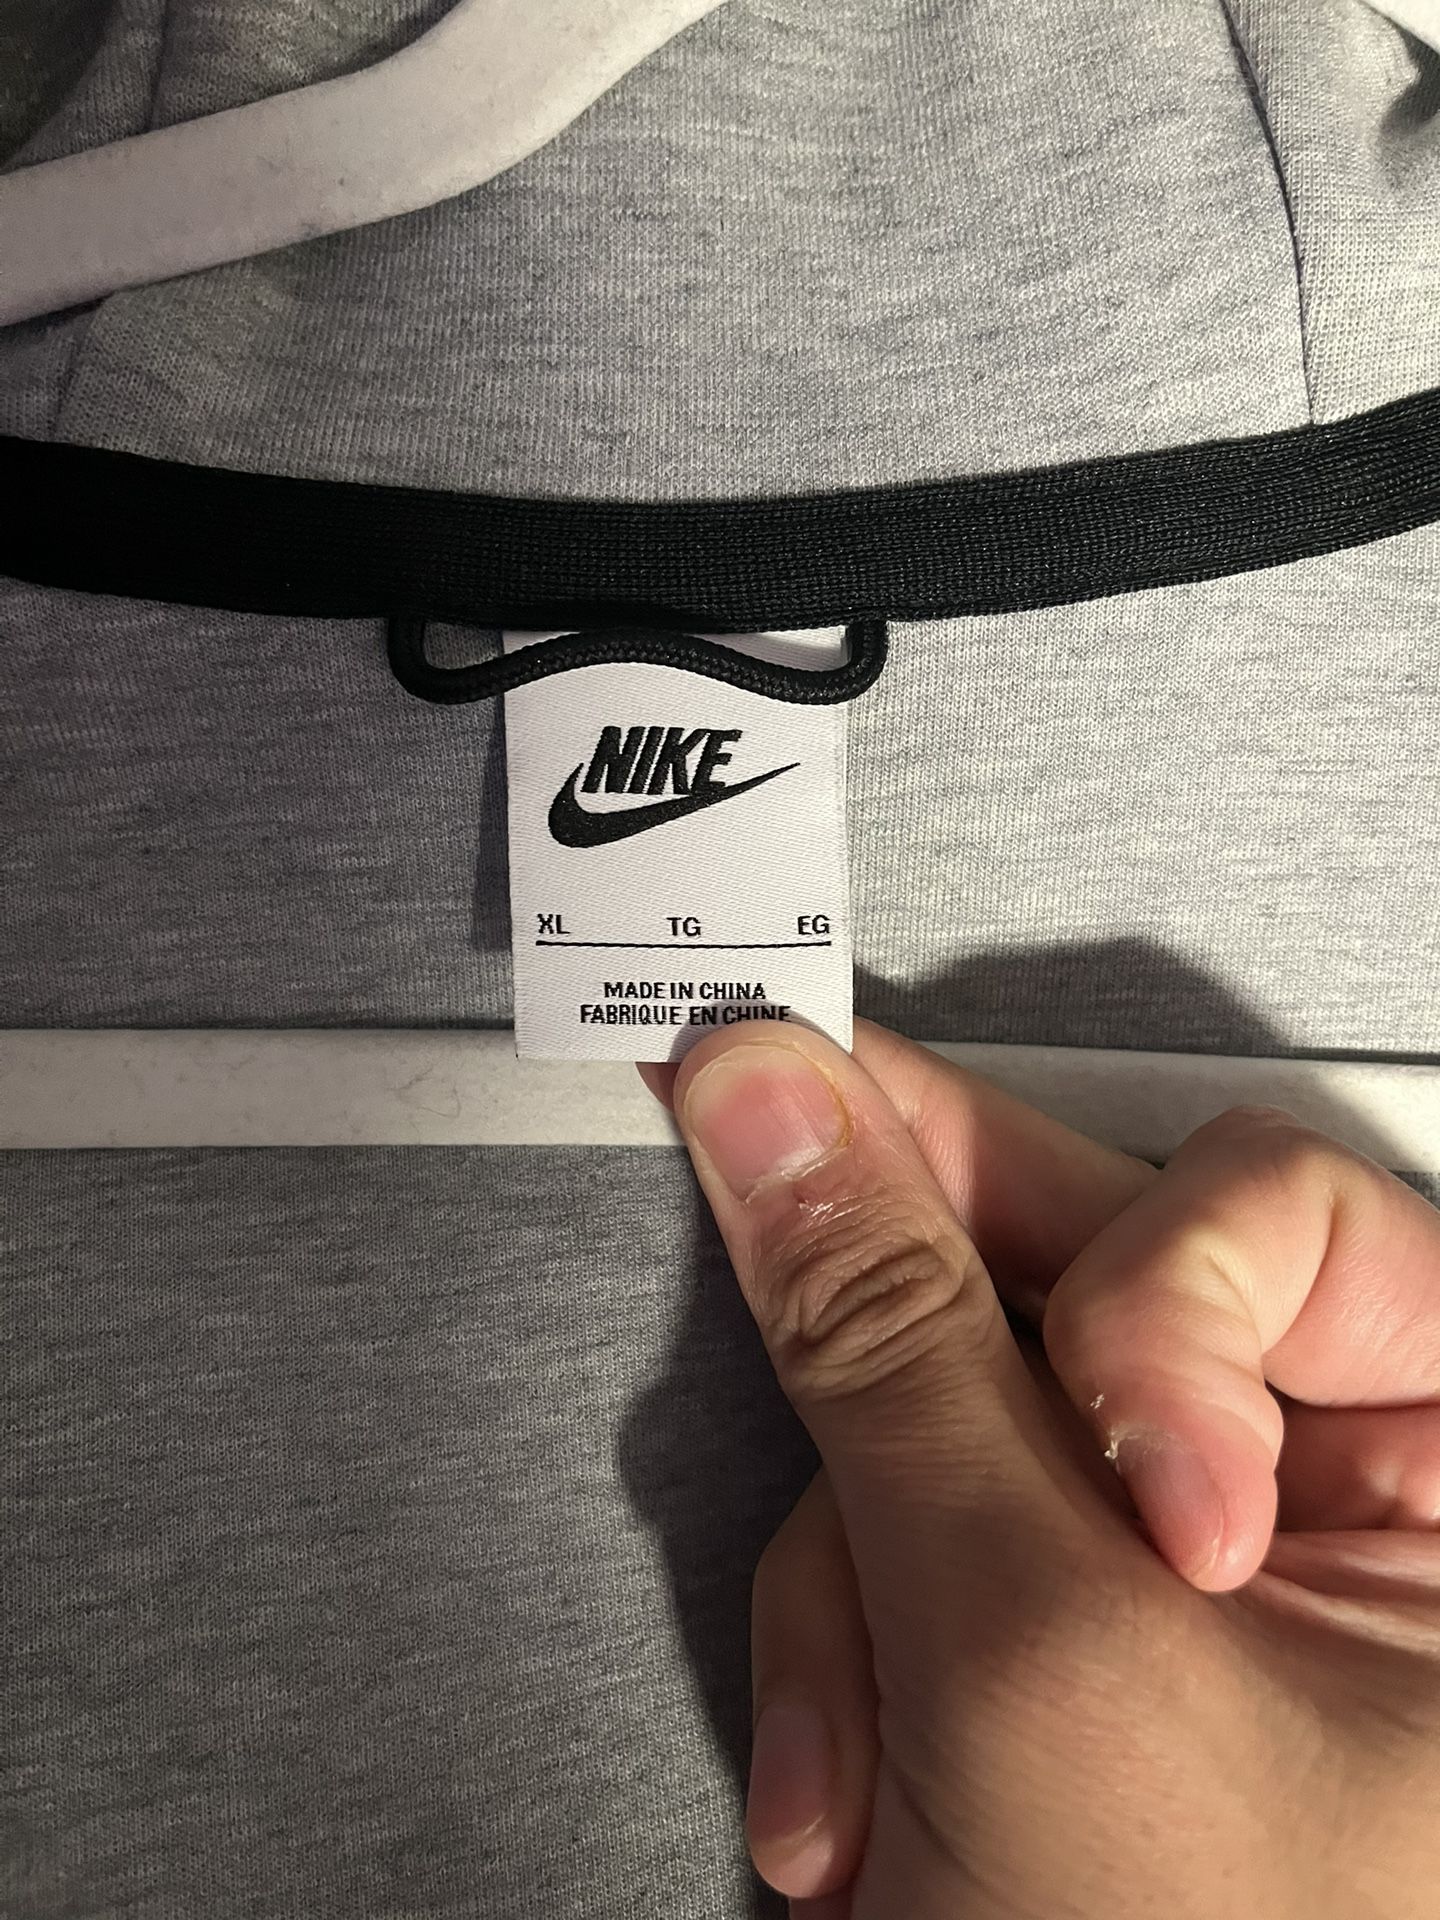 NIKE
XL TG EG
MADE IN CHINA
FABRIQUE EN CHINE